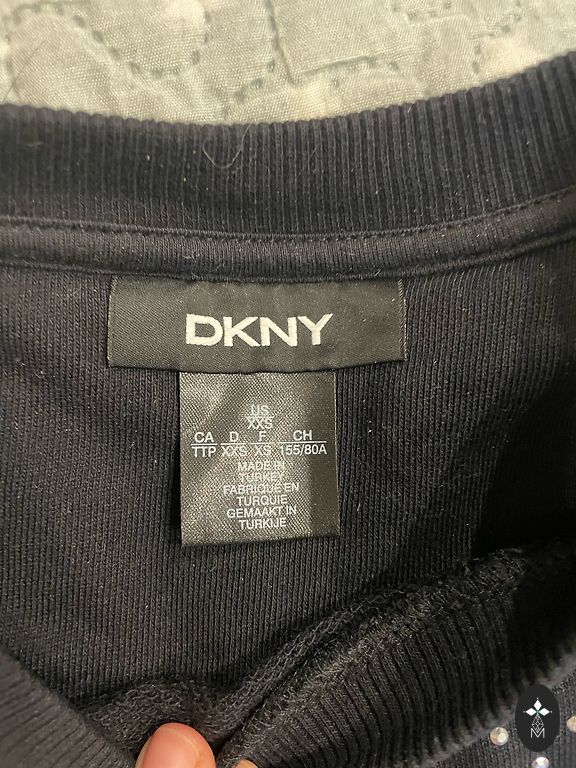 DKNY
US
XXS
CA D F CH
TTP XXS XS 155/80A
MADE IN
TURKEY
FABRIQUE EN
TURQUIE
GEMAAKT IN
TURKIJE
M